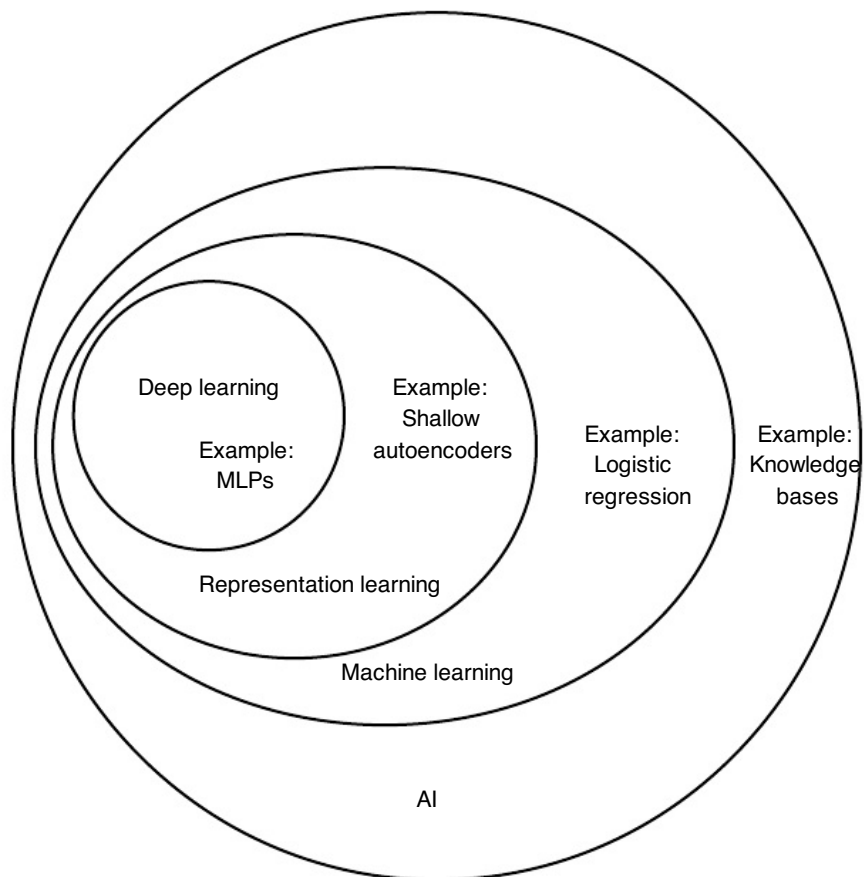 Deep learning
Example:
MLPs
Example:
Shallow
autoencoders
Example:
Logistic
regression
Example:
Knowledge
bases
Representation learning
Machine learning
AI